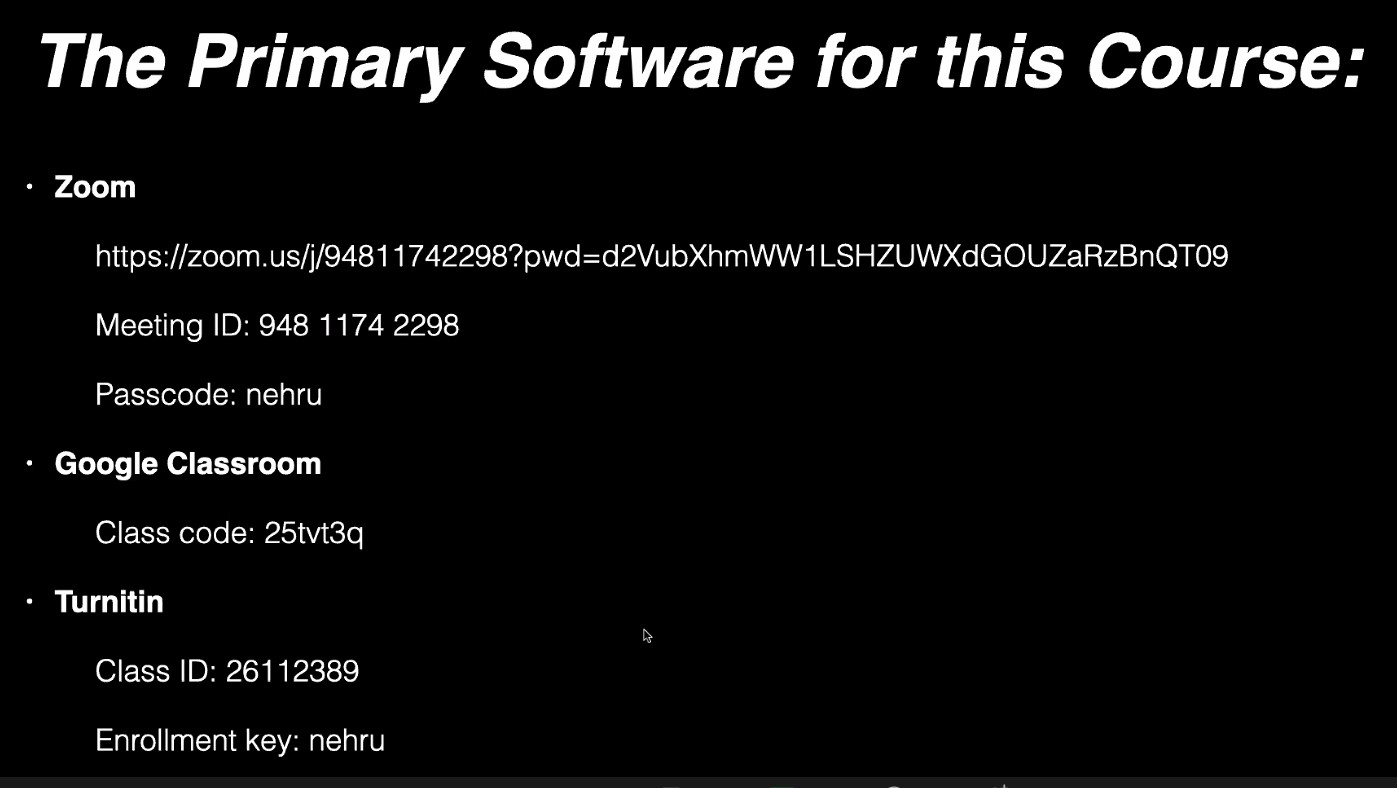 The Primary Software for this Course:
· Zoom
https://zoom.us/j/94811742298?pwd=d2VubXhmWW1LSHZUWXdGOUZaRzBnQT09
Meeting ID: 948 1174 2298
Passcode: nehru
· Google Classroom
Class code: 25tvt3q
· Turnitin
Class ID: 26112389
Enrollment key: nehru